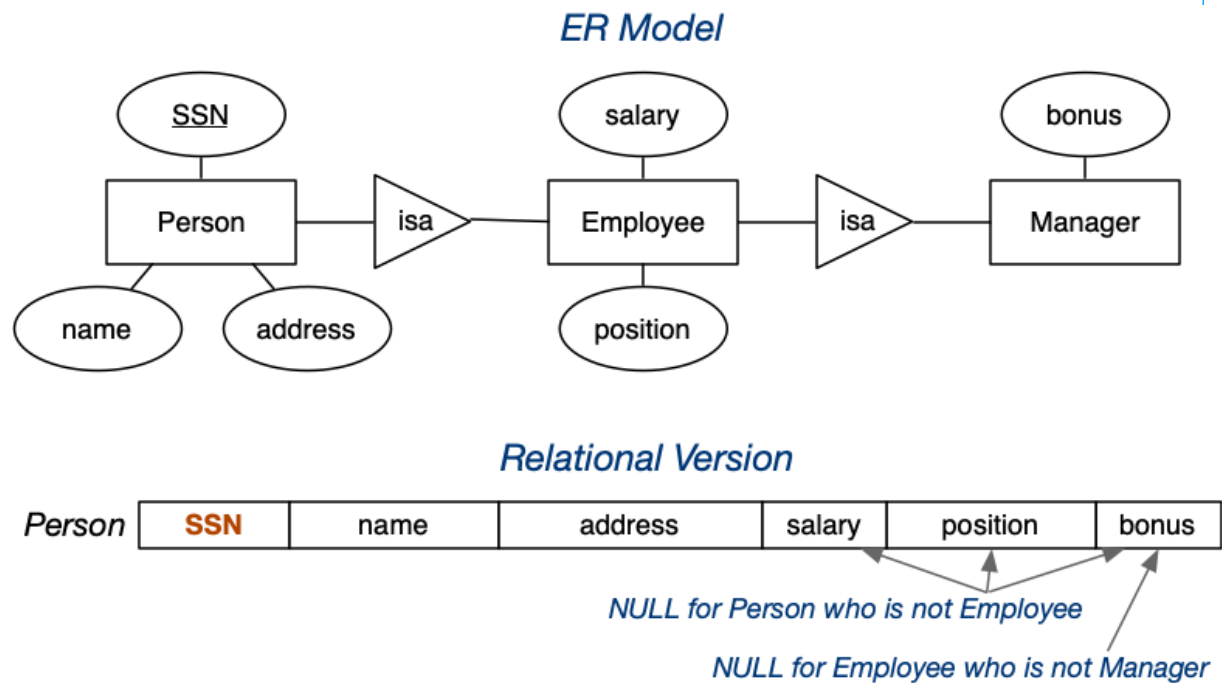 ER Model
SSN
salary
bonus
Person
isa
Employee
isa
Manager
name
address
position
Relational Version
Person SSN name address salary position bonus
NULL for Person who is not Employee
NULL for Employee who is not Manager